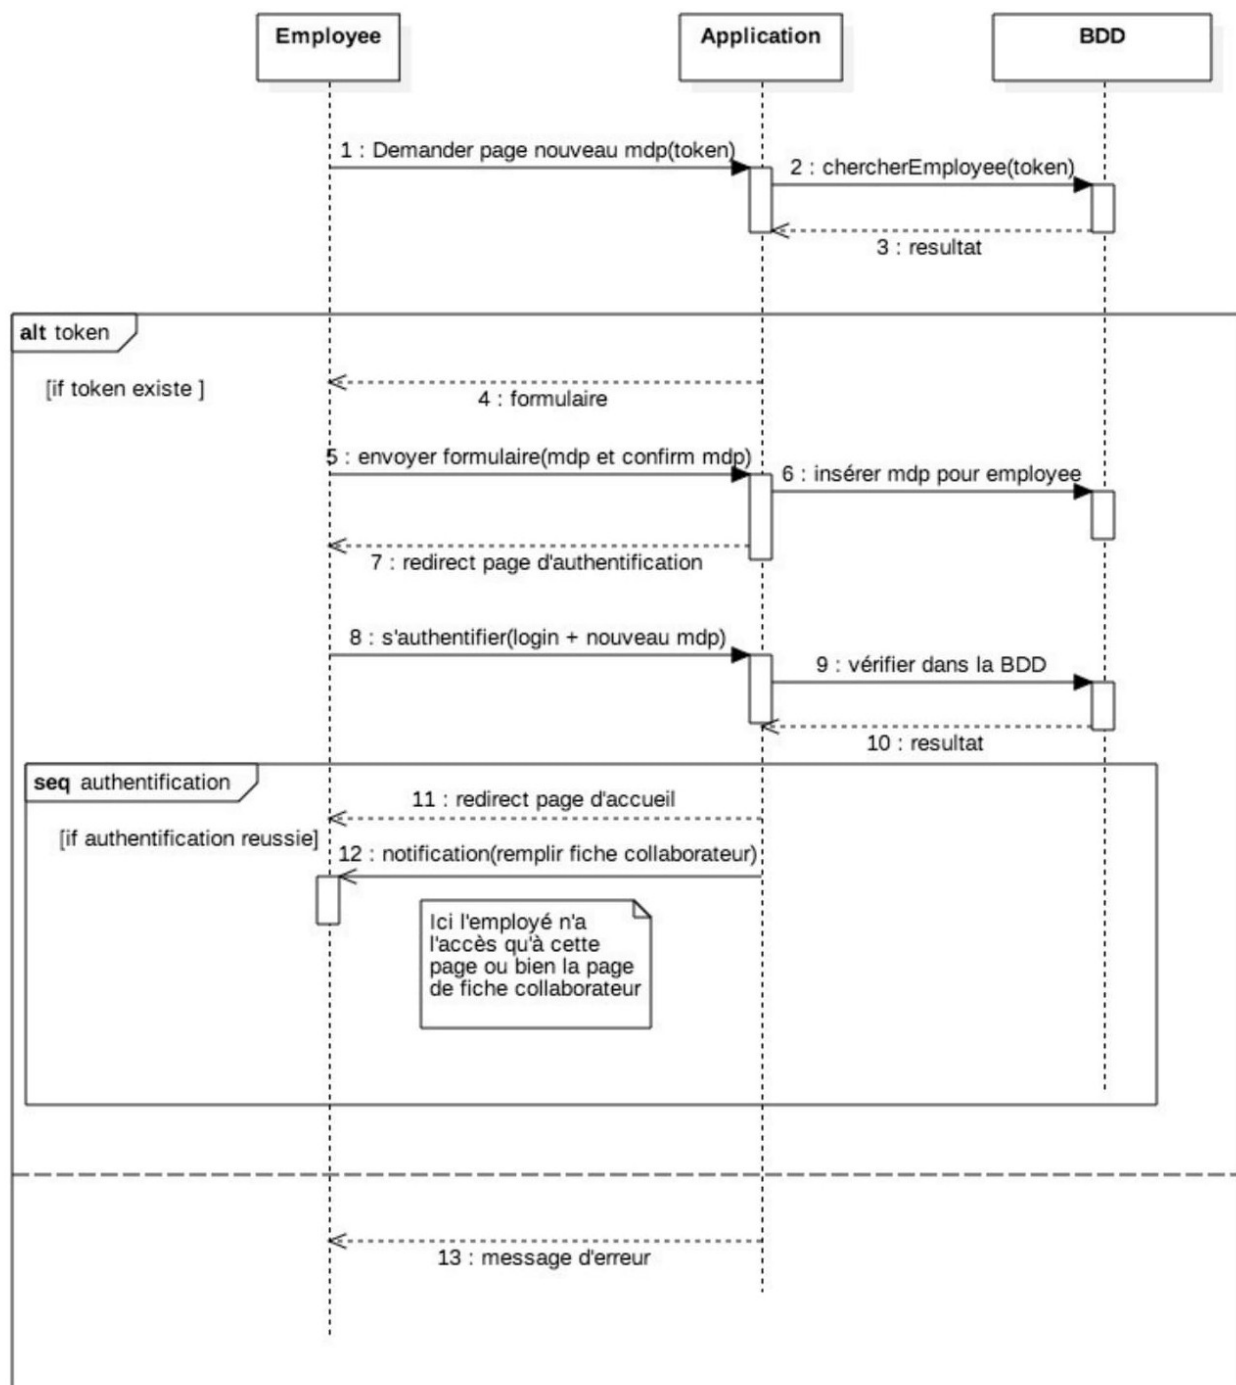 Employee
Application
BDD
1 : Demander page nouveau mdp(token)
2 : chercherEmployee(token)
3 : resultat
alt token
[if token existe ]
4 : formulaire
5 : envoyer formulaire(mdp et confirm mdp)
6 : insérer mdp pour employee
7 : redirect page d'authentification
8 : s'authentifier(login + nouveau mdp)
9 : vérifier dans la BDD
10 : resultat
seq authentification
11 : redirect page d'accueil
[if authentification reussie]
12 : notification(remplir fiche collaborateur)
Ici l'employé n'a
l'accès qu'à cette
page ou bien la page
de fiche collaborateur
13 : message d'erreur